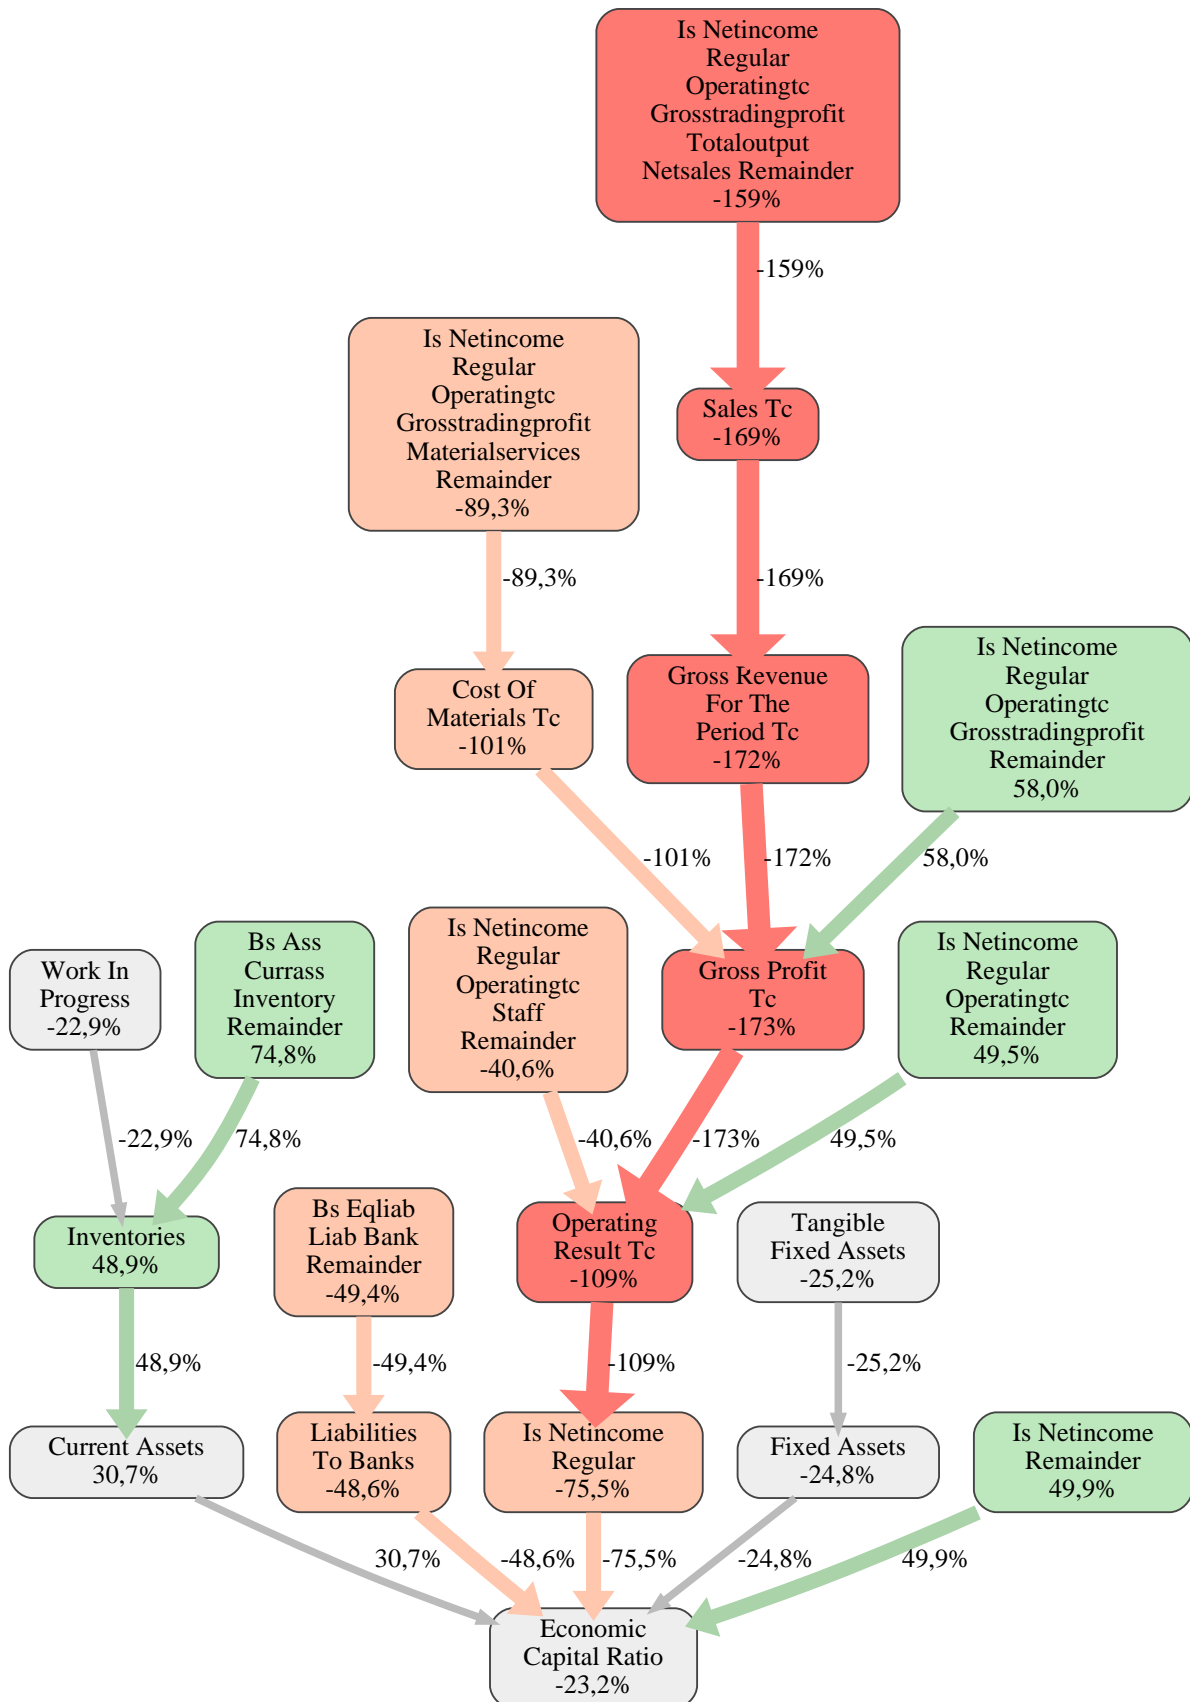 Is Netincome
Regular
Operatingtc
Grosstradingprofit
Totaloutput
Netsales Remainder
-159%
-159%
Is Netincome
Regular
Operatingtc
Grosstradingprofit
Materialservices
Remainder
-89,3%
Sales Tc
-169%
-89,3%
-169%
Cost Of
Materials Tc
-101%
Gross Revenue
For The
Period Tc
-172%
Is Netincome
Regular
Operatingtc
Grosstradingprofit
Remainder
58,0%
-101%
-172%
58,0%
Work In
Progress
-22,9%
Bs Ass
Currass
Inventory
Remainder
74,8%
Is Netincome
Regular
Operatingtc
Staff
Remainder
-40,6%
Gross Profit
Tc
-173%
Is Netincome
Regular
Operatingtc
Remainder
49,5%
-22,9%
74,8%
-40,6%
-173%
49,5%
Inventories
48,9%
Bs Eqliab
Liab Bank
Remainder
-49,4%
Operating
Result Tc
-109%
Tangible
Fixed Assets
-25,2%
48,9%
-49,4%
-109%
-25,2%
Current Assets
30,7%
Liabilities
To Banks
-48,6%
Is Netincome
Regular
-75,5%
Fixed Assets
-24,8%
Is Netincome
Remainder
49,9%
30,7%
-48,6%
-75,5%
-24,8%
49,9%
Economic
Capital Ratio
-23,2%